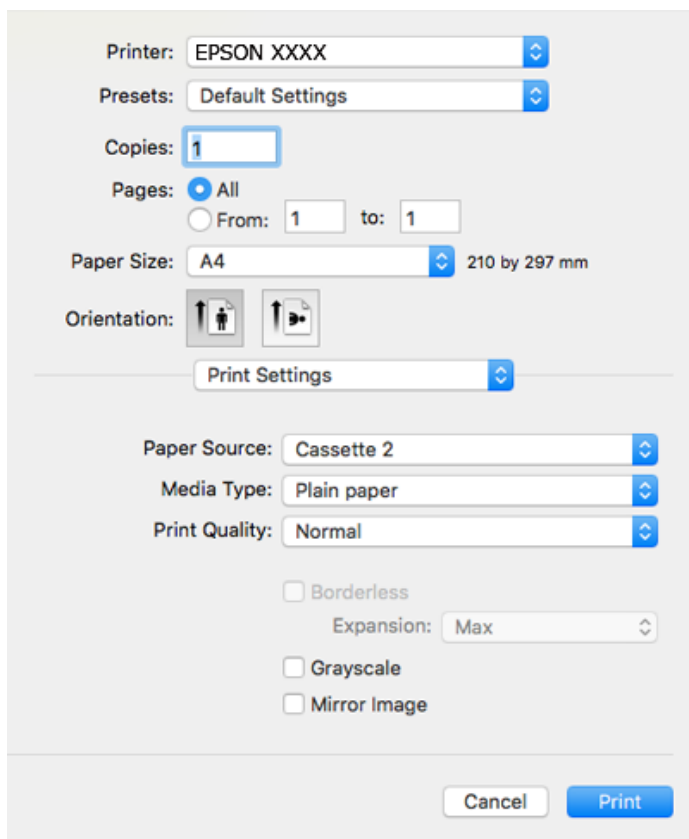 Printer: EPSON XXXX
Presets: Default Settings
Copies: 1
Pages: All
From: 1 to: 1
Paper Size: A4 210 by 297 mm
Orientation:
Print Settings
Paper Source: Cassette 2
Media Type: Plain paper
Print Quality: Normal
Borderless
Expansion: Max
Grayscale
Mirror Image
Cancel Print